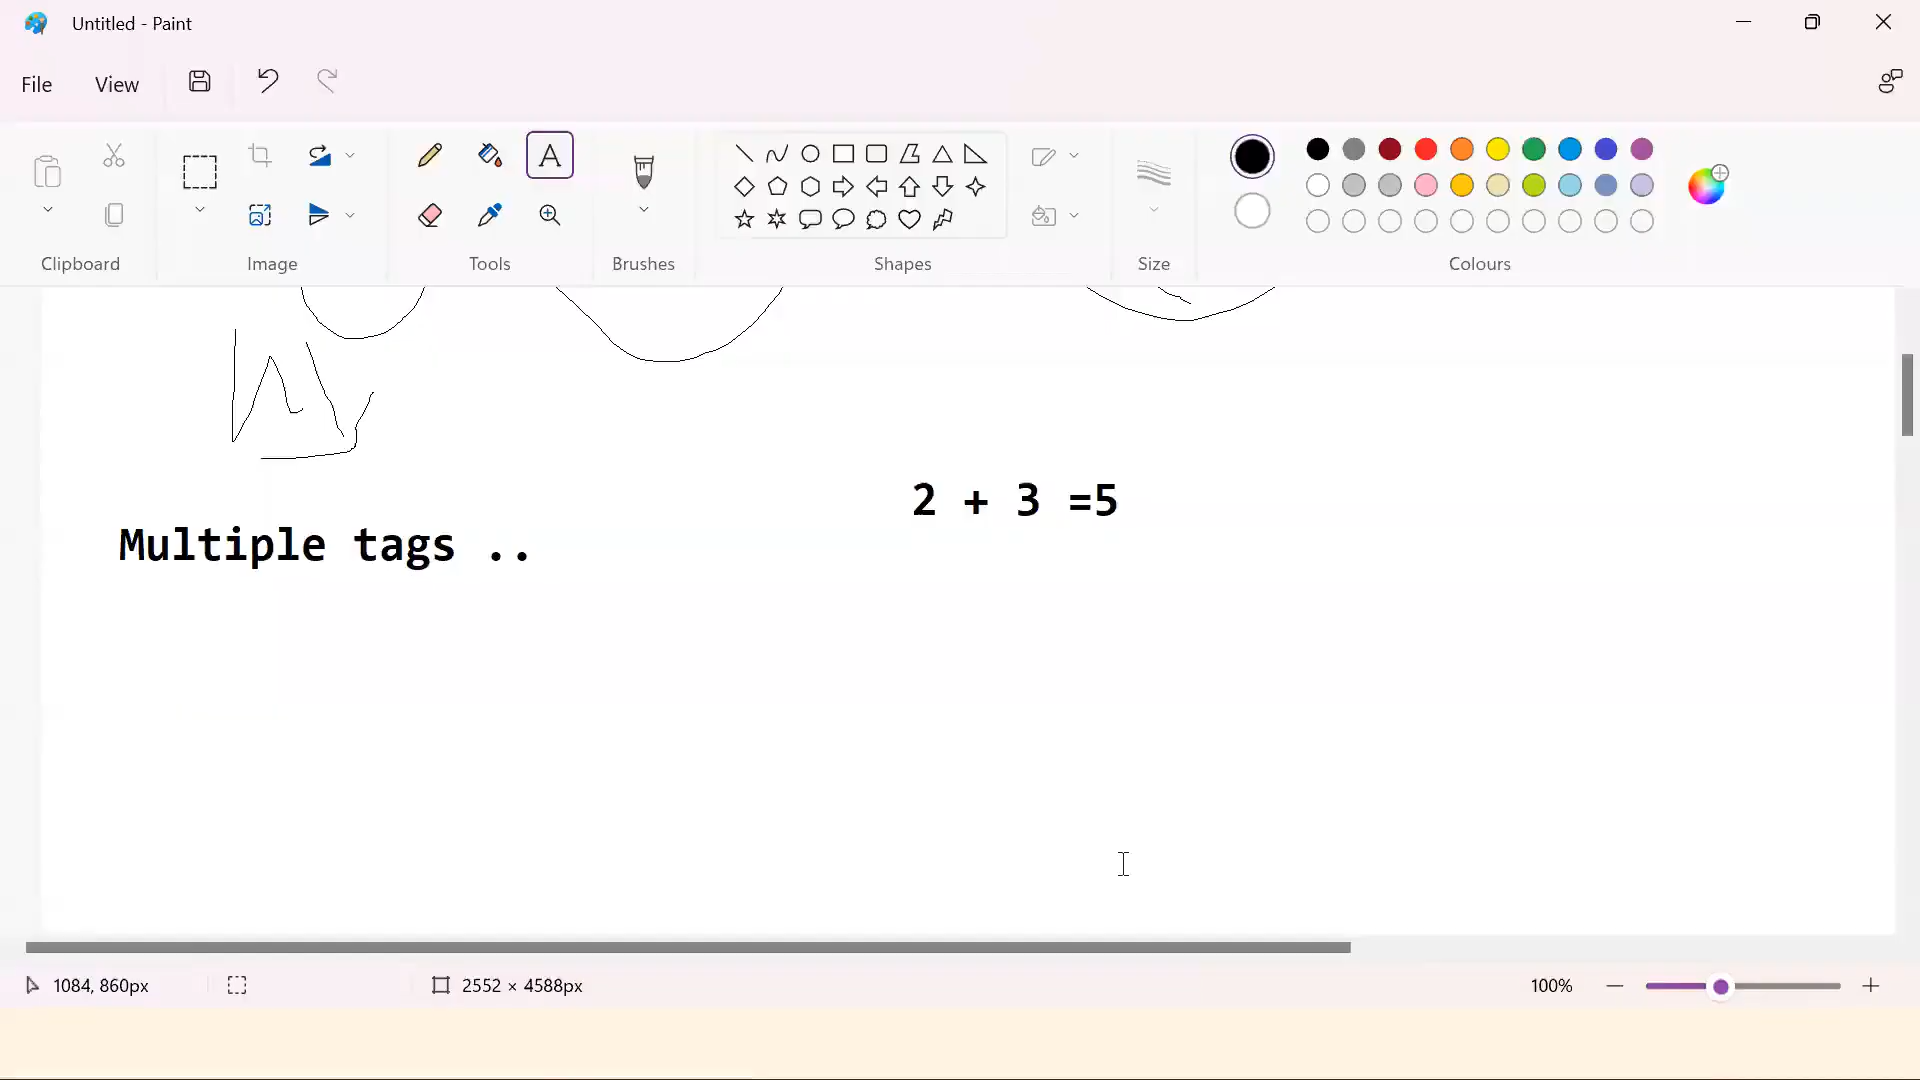 Untitled - Paint
File View
Clipboard Image Tools Brushes Shapes Size Colours
2 + 3 =5
Multiple tags ..
1084, 860px 2552 × 4588px 100%